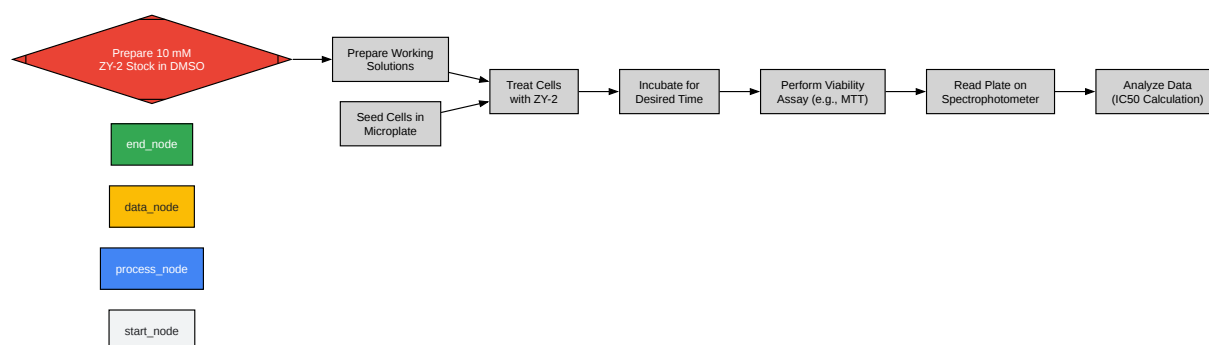 Prepare 10 mM
ZY-2 Stock in DMSO
Prepare Working
Solutions
Seed Cells in
Microplate
Treat Cells
with ZY-2
Incubate for
Desired Time
Perform Viability
Assay (e.g., MTT)
Read Plate on
Spectrophotometer
Analyze Data
(IC50 Calculation)
end_node
data_node
process_node
start_node